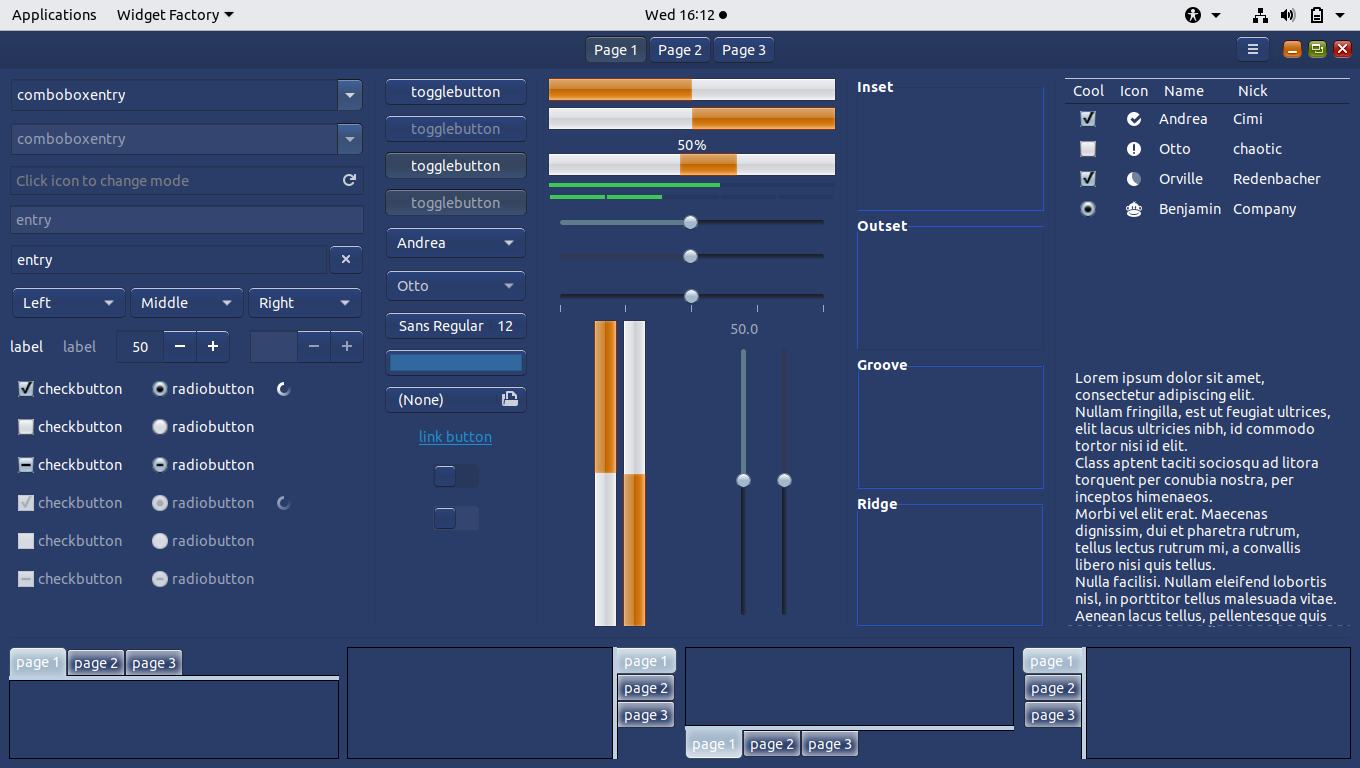 Applications Widget Factory Wed 16:12
Page 1 Page 2 Page 3
comboboxentry
comboboxentry
Click icon to change mode
entry
entry
Left Middle Right
label label 50
checkbutton radiobutton
checkbutton radiobutton
checkbutton radiobutton
checkbutton radiobutton
checkbutton radiobutton
checkbutton radiobutton
togglebutton
togglebutton
togglebutton
togglebutton
Andrea
Otto
Sans Regular 12
(None)
link button
50%
50.0
Inset
Outset
Groove
Ridge
Cool Icon Name Nick
Andrea Cimi
Otto chaotic
Orville Redenbacher
Benjamin Company
Lorem ipsum dolor sit amet,
consectetur adipiscing elit.
Nullam fringilla, est ut feugiat ultrices,
elit lacus ultricies nibh, id commodo
tortor nisi id elit.
Class aptent taciti sociosqu ad litora
torquent per conubia nostra, per
inceptos himenaeos.
Morbi vel elit erat. Maecenas
dignissim, dui et pharetra rutrum,
tellus lectus rutrum mi, a convallis
libero nisi quis tellus.
Nulla facilisi. Nullam eleifend lobortis
nisl, in porttitor tellus malesuada vitae.
Aenean lacus tellus, pellentesque quis
page 1 page 2 page 3
page 1
page 2
page 3
page 1 page 2 page 3
page 1
page 2
page 3